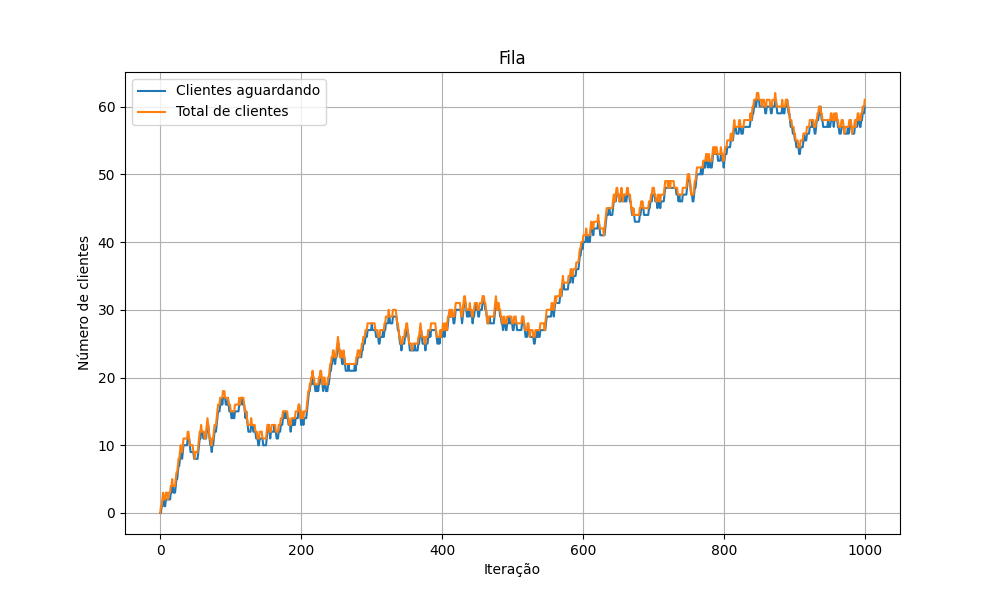 Fila
Clientes aguardando
Total de clientes
Número de clientes
60
50
40
30
20
10
0
0 200 400 600 800 1000
Iteração